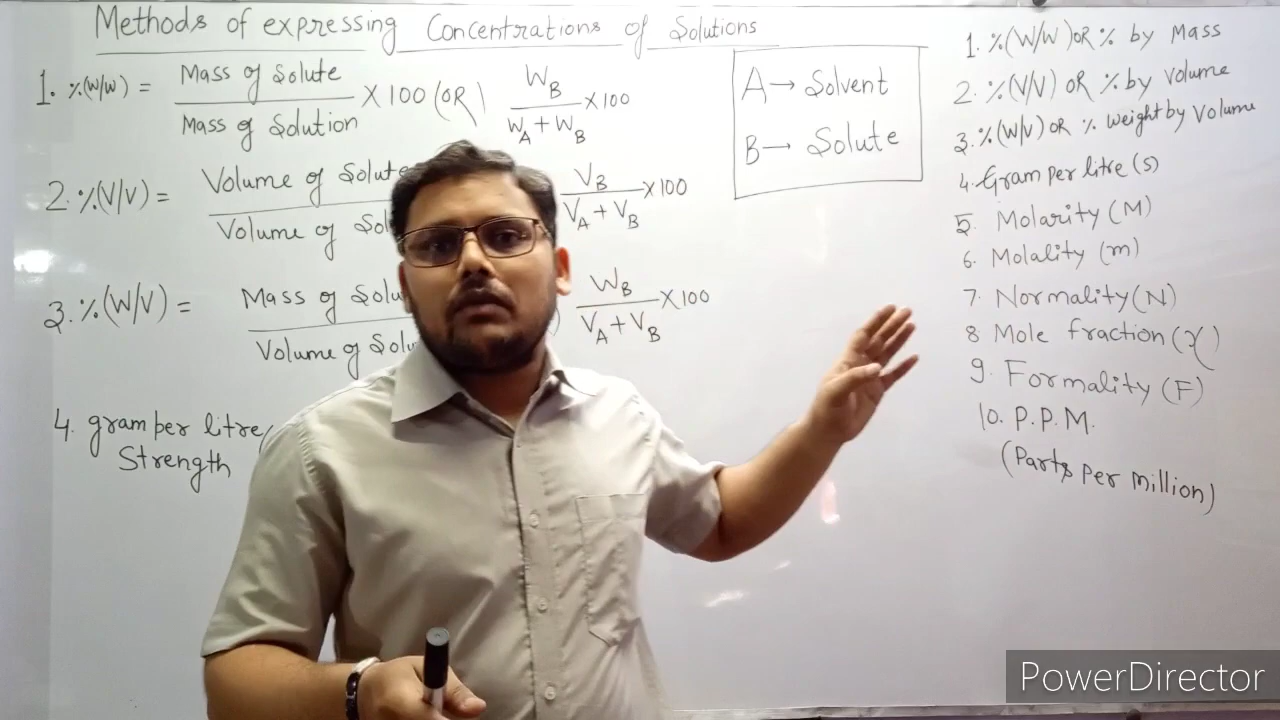 Methods of expressing Concentrations of Solutions
1. %(W/W) = Mass of Solute / Mass of Solution X 100 (OR) W_B / W_A + W_B X 100
2. %(V/V) = Volume of Solute / Volume of V_B / V_A + V_B X 100
3. %(W/V) = Mass of / Volume of W_B / V_A + V_B X 100
4. gram per litre
Strength
A → Solvent
B → Solute
1. %(W/W) OR % by Mass
2. %(V/V) OR % by Volume
3. %(W/V) OR % Weight by Volume
4. Gram per litre (S)
5. Molarity (M)
6. Molality (m)
7. Normality (N)
8 Mole fraction (χ)
9. Formality (F)
10. P.P.M.
(Parts Per Million)
PowerDirector